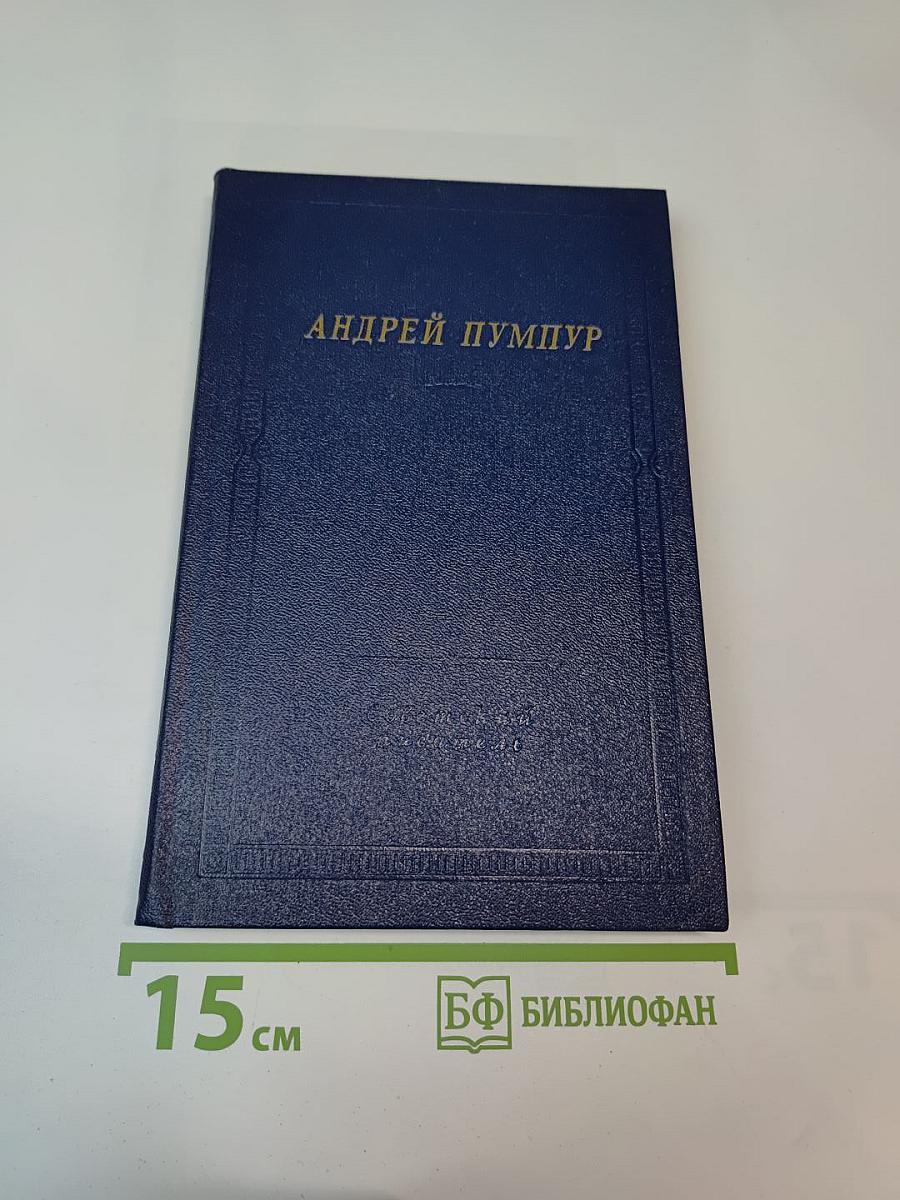 АНДРЕЙ ПУМПУР
Советский
писатель
15 см
БФ БИБЛИОФАН